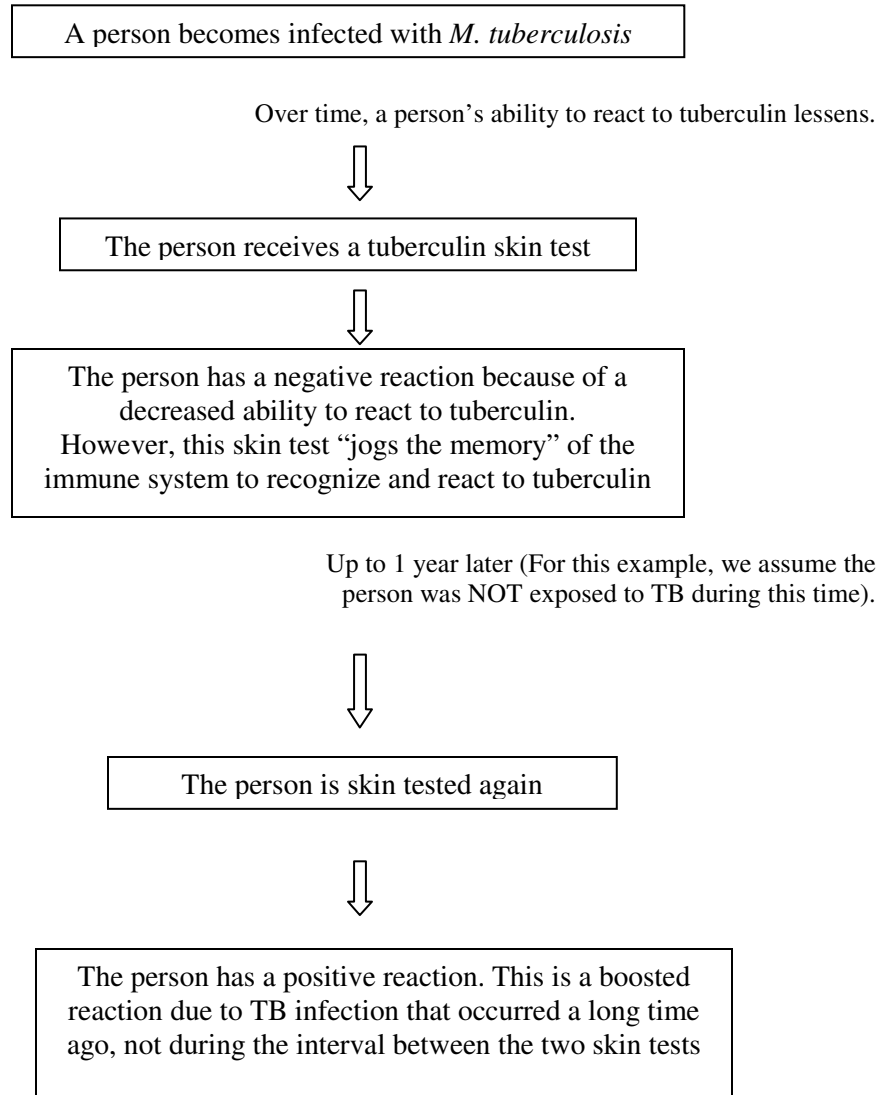 A person becomes infected with M. tuberculosis
Over time, a person's ability to react to tuberculin lessens.
The person receives a tuberculin skin test
The person has a negative reaction because of a
decreased ability to react to tuberculin.
However, this skin test “jogs the memory” of the
immune system to recognize and react to tuberculin
Up to 1 year later (For this example, we assume the
person was NOT exposed to TB during this time).
The person is skin tested again
The person has a positive reaction. This is a boosted
reaction due to TB infection that occurred a long time
ago, not during the interval between the two skin tests